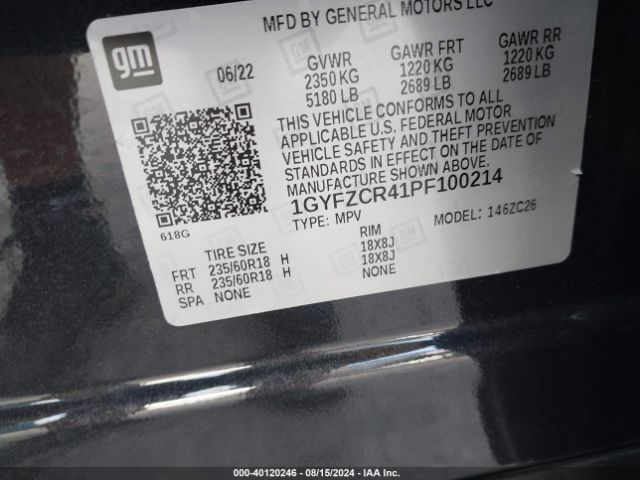 MFD BY GENERAL MOTORS LLC
gm
06/22
GVWR GAWR FRT GAWR RR
2350 KG 1220 KG 1220 KG
5180 LB 2689 LB 2689 LB
THIS VEHICLE CONFORMS TO ALL
APPLICABLE U.S. FEDERAL MOTOR
VEHICLE SAFETY AND THEFT PREVENTION
STANDARDS IN EFFECT ON THE DATE OF
MANUFACTURE SHOWN ABOVE.
1GYFZCR41PF100214
TYPE: MPV MODEL: 146ZC26
618G
TIRE SIZE RIM
FRT 235/60R18 H 18X8J
RR 235/60R18 H 18X8J
SPA NONE NONE
000-40120246 - 08/15/2024 - IAA Inc.